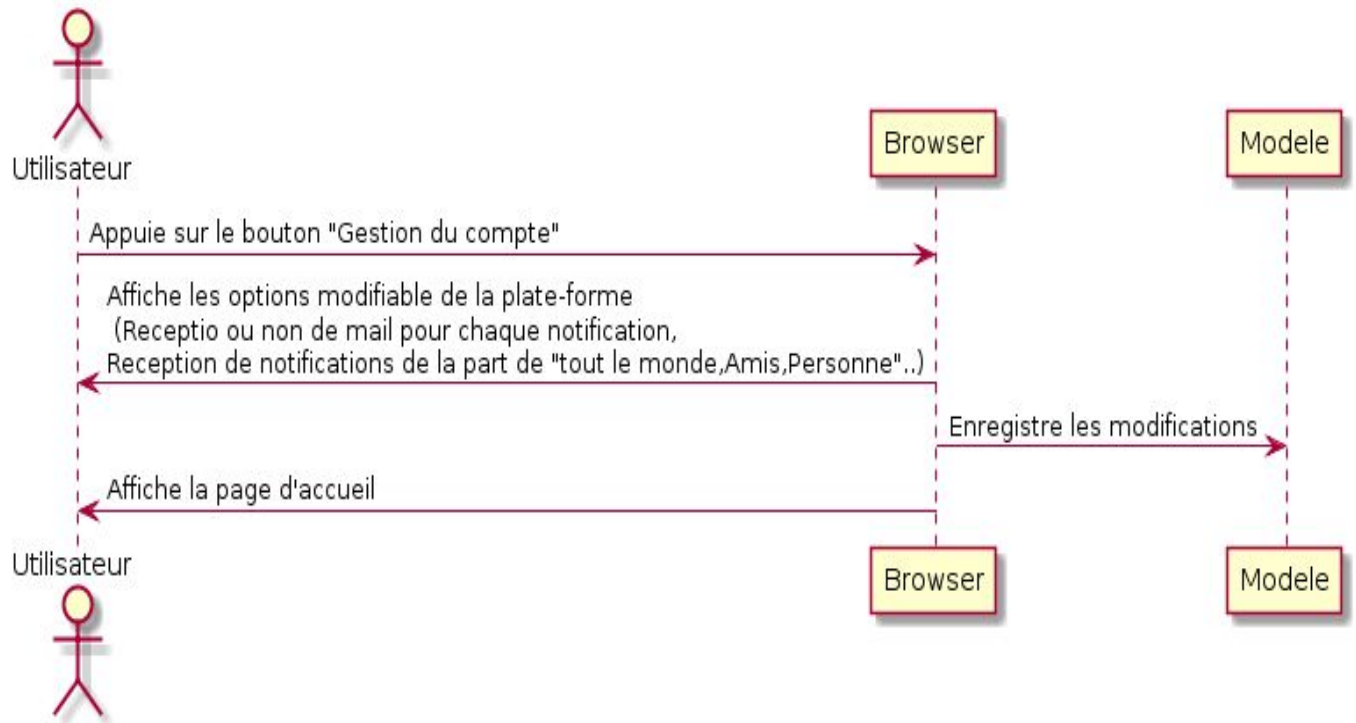 Utilisateur
Browser
Modele
Appuie sur le bouton "Gestion du compte"
Affiche les options modifiable de la plate-forme
(Receptio ou non de mail pour chaque notification,
Reception de notifications de la part de "tout le monde,Amis,Personne"..)
Enregistre les modifications
Affiche la page d'accueil
Utilisateur
Browser
Modele